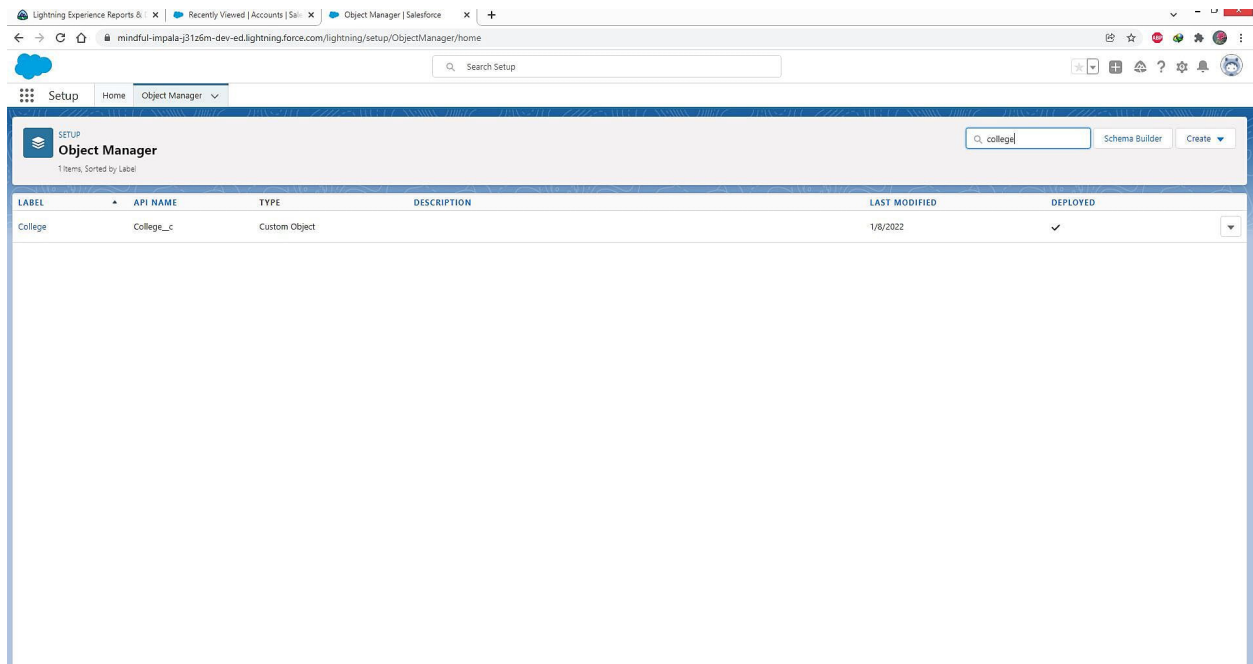 Lightning Experience Reports & Recently Viewed | Accounts | Sale Object Manager | Salesforce
mindful-impala-j31z6m-dev-ed.lightning.force.com/lightning/setup/ObjectManager/home
Search Setup
Setup Home Object Manager
SETUP
Object Manager
1 Items, Sorted by Label
college Schema Builder Create
LABEL API NAME TYPE DESCRIPTION LAST MODIFIED DEPLOYED
College College__c Custom Object 1/8/2022